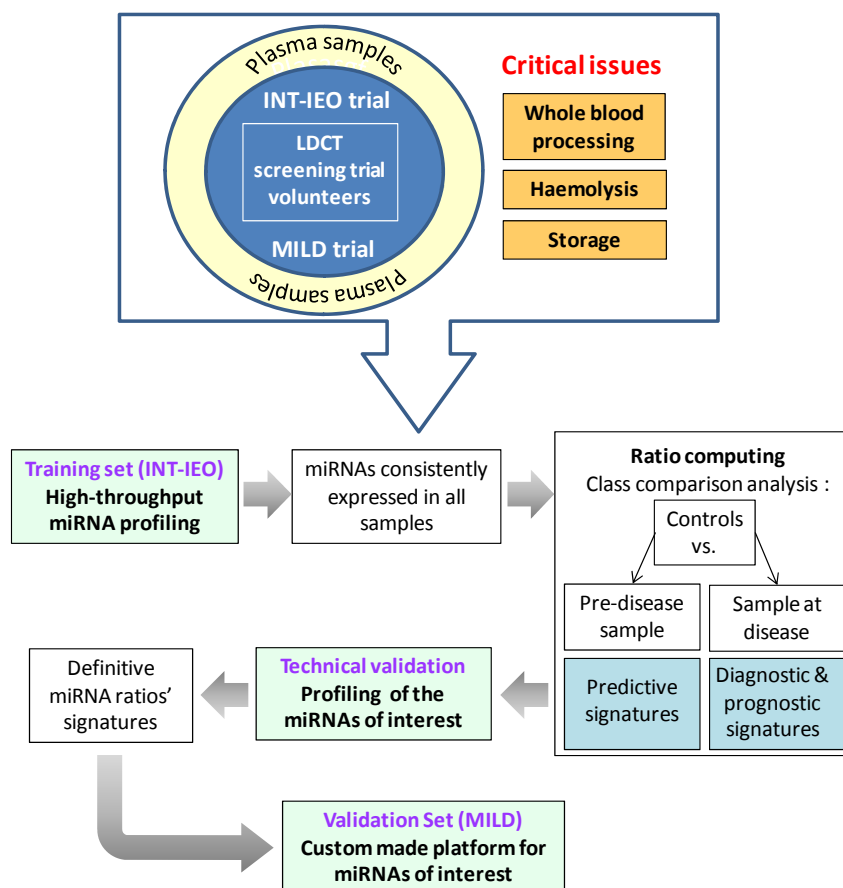 Plasma samples
INT-IEO trial
LDCT
screening trial
volunteers
MILD trial
Plasma samples
Critical issues
Whole blood
processing
Haemolysis
Storage
Training set (INT-IEO)
High-throughput
miRNA profiling
miRNAs consistently
expressed in all
samples
Ratio computing
Class comparison analysis :
Controls
vs.
Pre-disease
sample
Sample at
disease
Predictive
signatures
Diagnostic &
prognostic
signatures
Technical validation
Profiling of the
miRNAs of interest
Definitive
miRNA ratios’
signatures
Validation Set (MILD)
Custom made platform for
miRNAs of interest